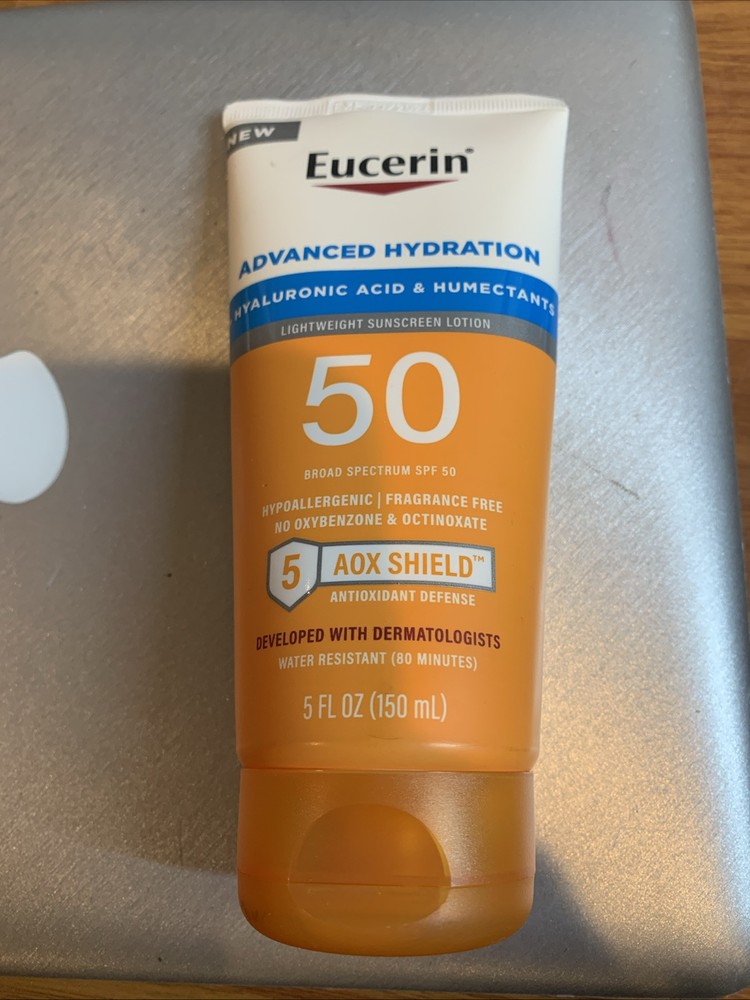 NEW
Eucerin®
ADVANCED HYDRATION
HYALURONIC ACID & HUMECTANTS
LIGHTWEIGHT SUNSCREEN LOTION
50
BROAD SPECTRUM SPF 50
HYPOALLERGENIC | FRAGRANCE FREE
NO OXYBENZONE & OCTINOXATE
5 AOX SHIELD™
ANTIOXIDANT DEFENSE
DEVELOPED WITH DERMATOLOGISTS
WATER RESISTANT (80 MINUTES)
5 FL OZ (150 mL)